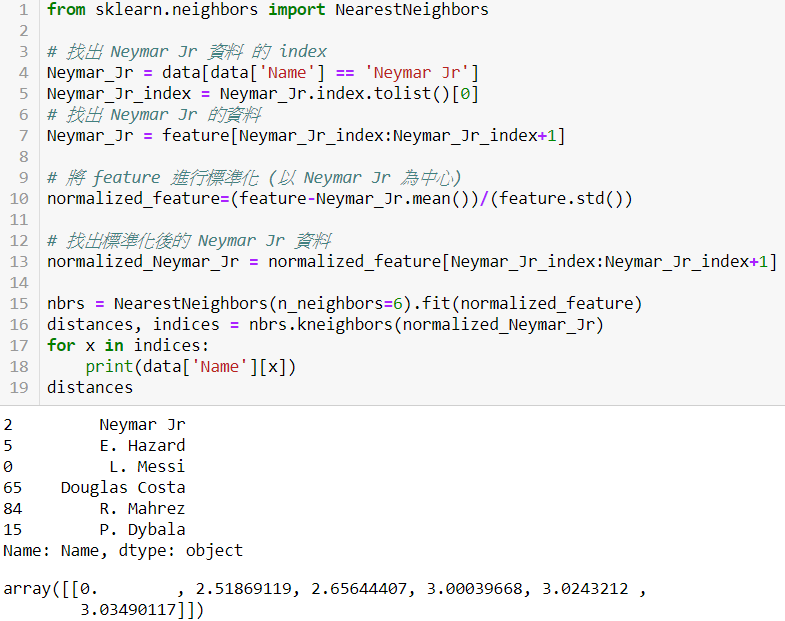 1 from sklearn.neighbors import NearestNeighbors
2
3 # 找出 Neymar Jr 資料 的 index
4 Neymar_Jr = data[data['Name'] == 'Neymar Jr']
5 Neymar_Jr_index = Neymar_Jr.index.tolist()[0]
6 # 找出 Neymar Jr 的資料
7 Neymar_Jr = feature[Neymar_Jr_index:Neymar_Jr_index+1]
8
9 # 將 feature 進行標準化 (以 Neymar Jr 為中心)
10 normalized_feature=(feature-Neymar_Jr.mean())/(feature.std())
11
12 # 找出標準化後的 Neymar Jr 資料
13 normalized_Neymar_Jr = normalized_feature[Neymar_Jr_index:Neymar_Jr_index+1]
14
15 nbrs = NearestNeighbors(n_neighbors=6).fit(normalized_feature)
16 distances, indices = nbrs.kneighbors(normalized_Neymar_Jr)
17 for x in indices:
18     print(data['Name'][x])
19 distances
2         Neymar Jr
5         E. Hazard
0          L. Messi
65    Douglas Costa
84        R. Mahrez
15        P. Dybala
Name: Name, dtype: object
array([[0.        , 2.51869119, 2.65644407, 3.00039668, 3.0243212 ,
        3.03490117]])